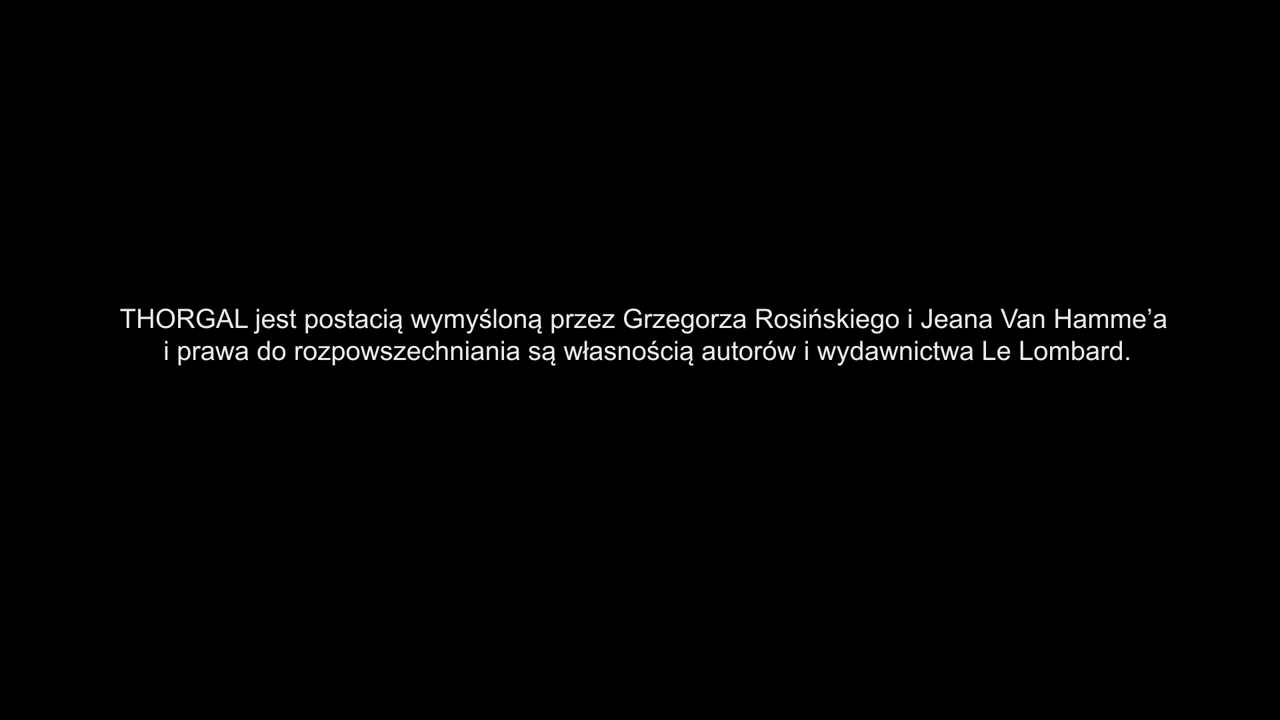 THORGAL jest postacią wymyśloną przez Grzegorza Rosińskiego i Jeana Van Hamme’a
i prawa do rozpowszechniania są własnością autorów i wydawnictwa Le Lombard.